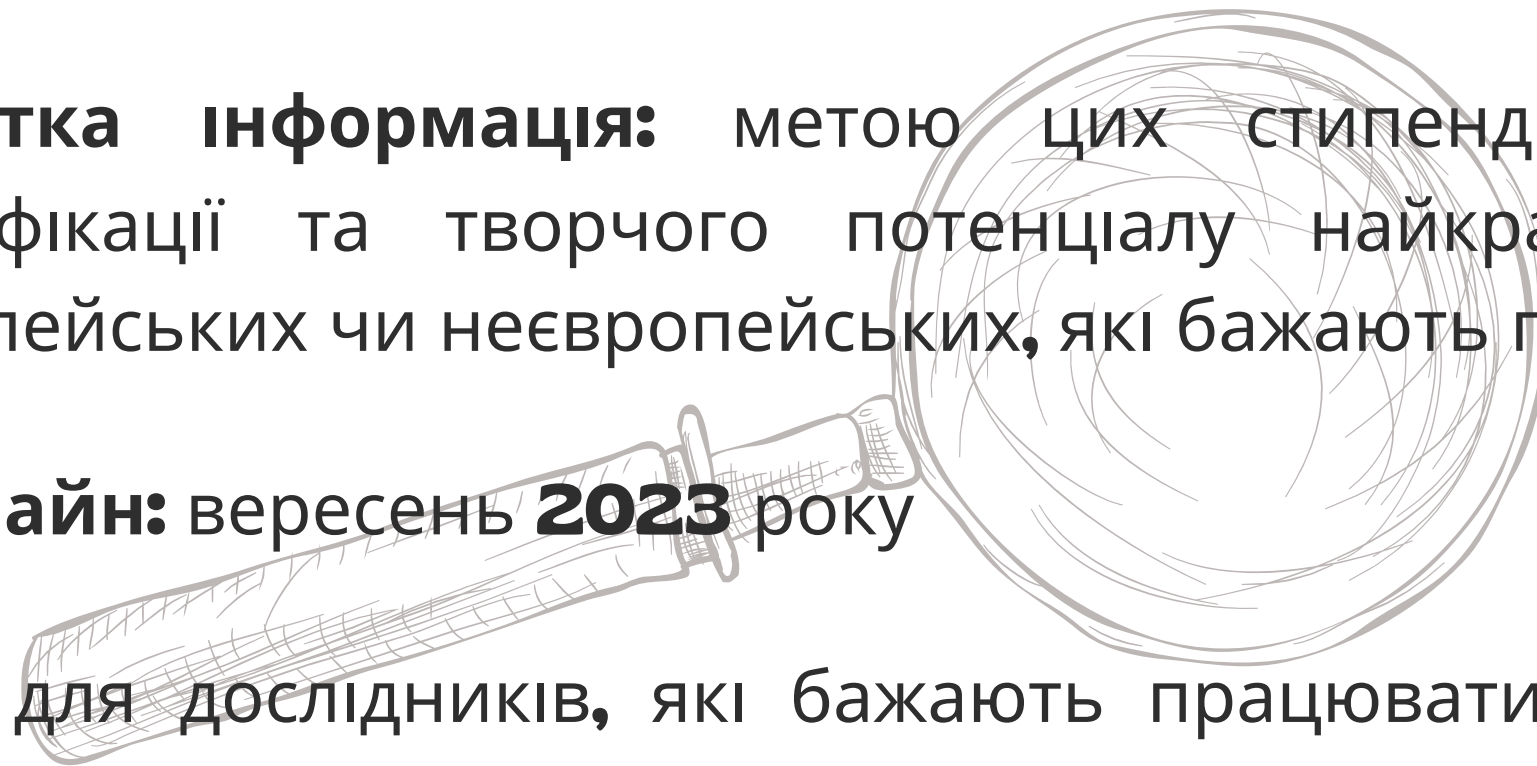 тка інформація: метою цих стипенд
фікації та творчого потенціалу найкра
пейських чи неєвропейських, які бажають п
айн: вересень 2023 року
для дослідників, які бажають працювати